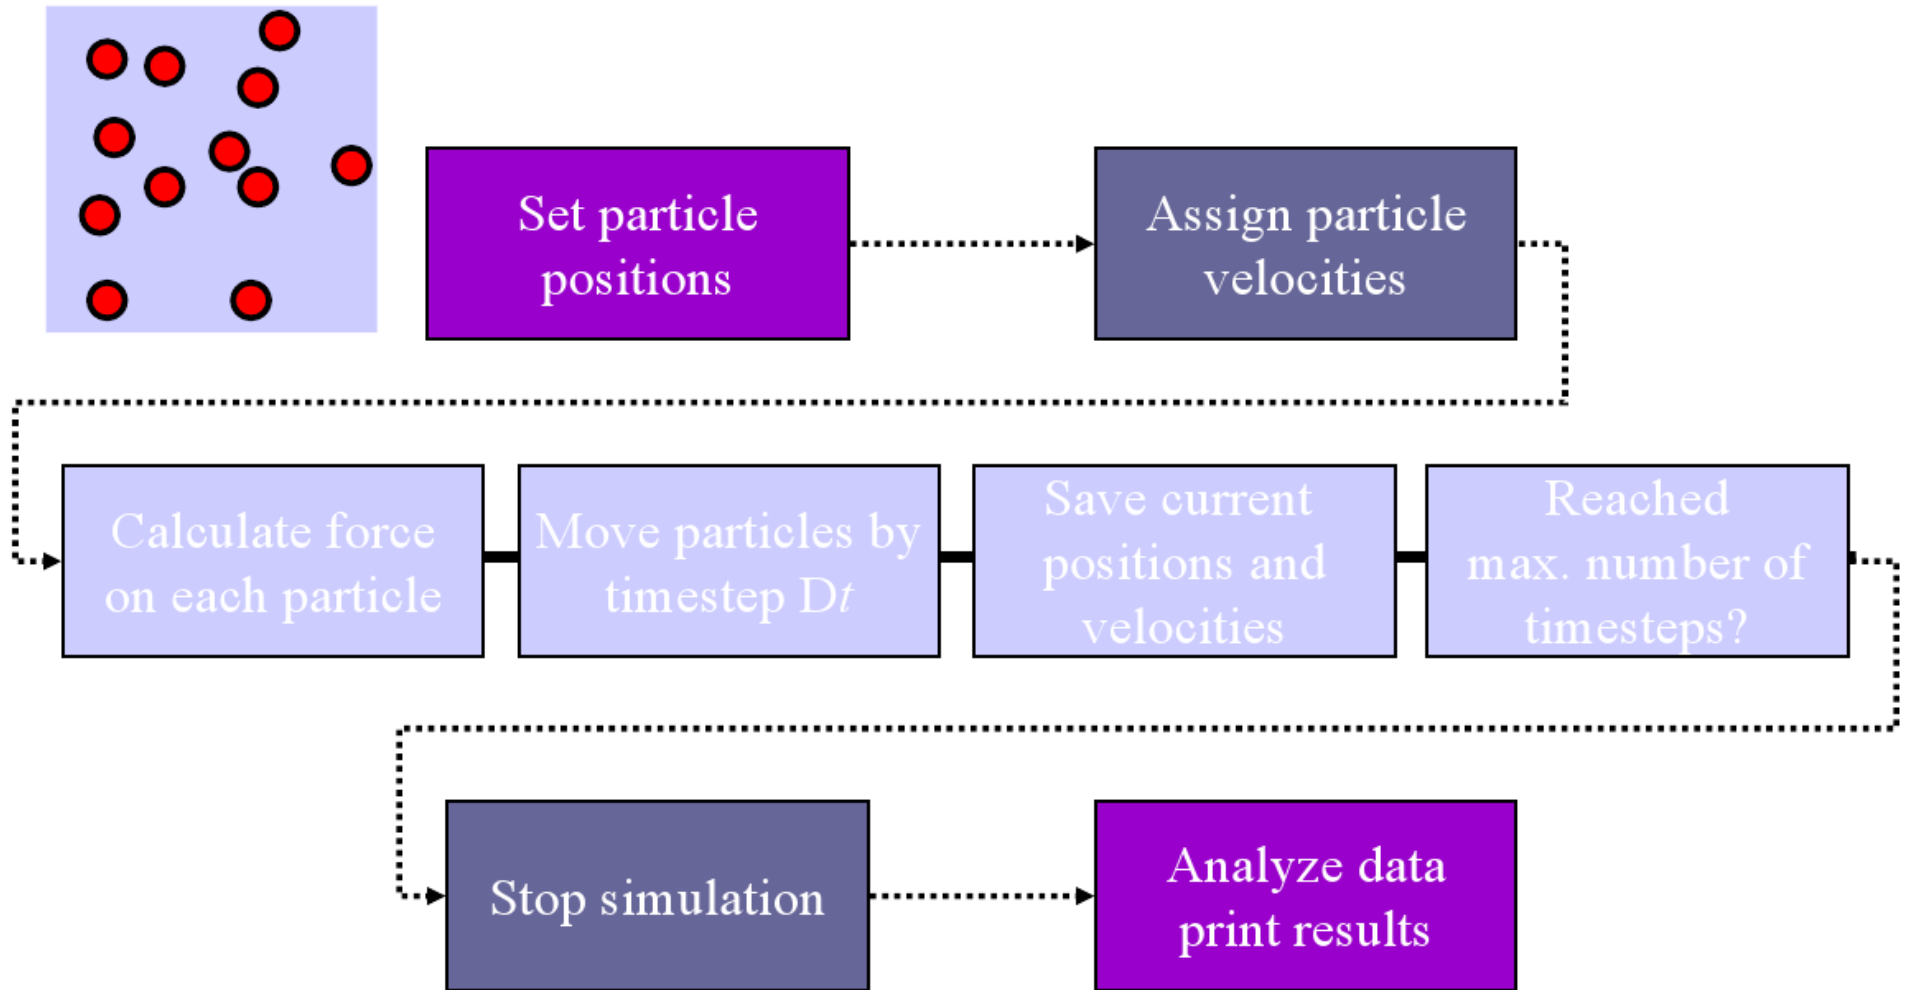 Set particle
positions
Assign particle
velocities
Calculate force
on each particle
Move particles by
timestep Dt
Save current
positions and
velocities
Reached
max. number of
timesteps?
Stop simulation
Analyze data
print results